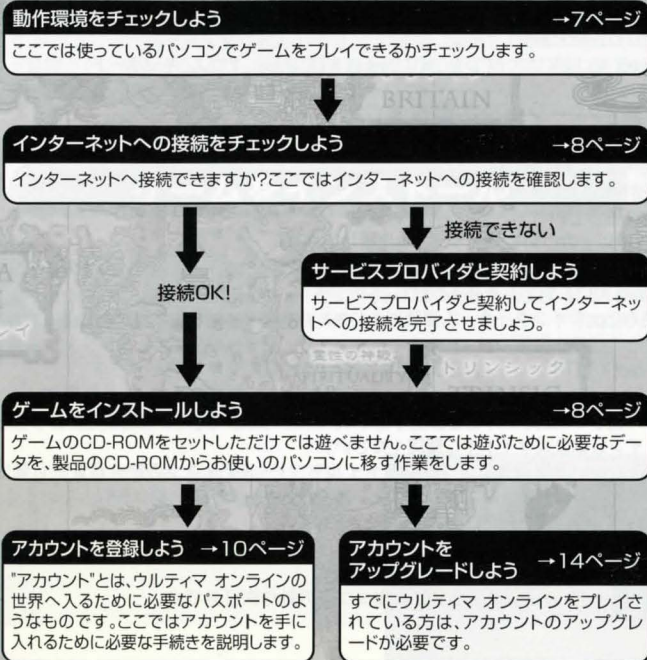 動作環境をチェックしよう →7ページ
ここでは使っているパソコンでゲームをプレイできるかチェックします。
BRITAIN
インターネットへの接続をチェックしよう →8ページ
インターネットへ接続できますか?ここではインターネットへの接続を確認します。
接続できない
接続OK!
サービスプロバイダと契約しよう
サービスプロバイダと契約してインターネッ
トへの接続を完了させましょう。
霊性の神殿
トリンシック
ゲームをインストールしよう →8ページ
ゲームのCD-ROMをセットしただけでは遊べません。ここでは遊ぶために必要なデー
タを、製品のCD-ROMからお使いのパソコンに移す作業をします。
アカウントを登録しよう →10ページ
"アカウント"とは、ウルティマ オンラインの
世界へ入るために必要なパスポートのよ
うなものです。ここではアカウントを手に
入れるために必要な手続きを説明します。
アカウントを
アップグレードしよう →14ページ
すでにウルティマ オンラインをプレイさ
れている方は、アカウントのアップグレ
ードが必要です。